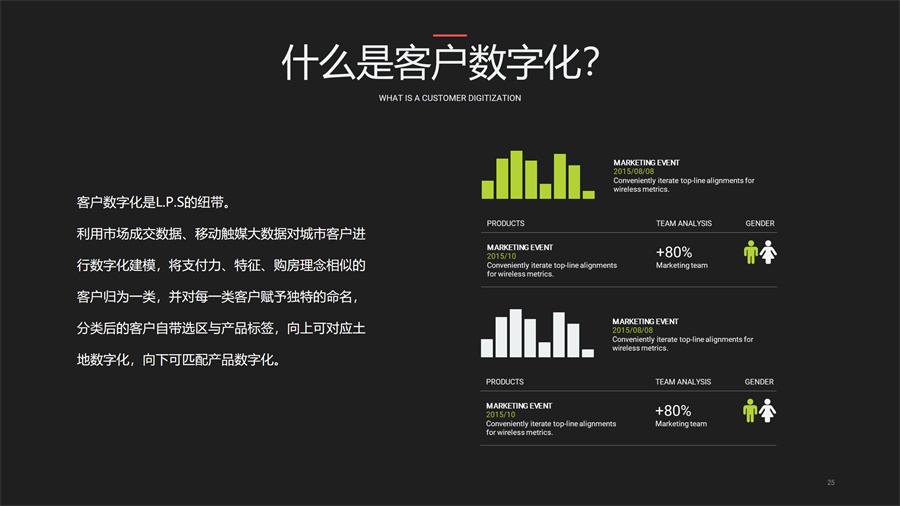 什么是客户数字化？
WHAT IS A CUSTOMER DIGITIZATION
客户数字化是L.P.S的纽带。
利用市场成交数据、移动触媒大数据对城市客户进
行数字化建模，将支付力、特征、购房理念相似的
客户归为一类，并对每一类客户赋予独特的命名，
分类后的客户自带选区与产品标签，向上可对应土
地数字化，向下可匹配产品数字化。
MARKETING EVENT
2015/08/08
Conveniently iterate top-line alignments for
wireless metrics.
PRODUCTS TEAM ANALYSIS GENDER
MARKETING EVENT
2015/10
Conveniently iterate top-line alignments
for wireless metrics.
+80%
Marketing team
MARKETING EVENT
2015/08/08
Conveniently iterate top-line alignments for
wireless metrics.
PRODUCTS TEAM ANALYSIS GENDER
MARKETING EVENT
2015/10
Conveniently iterate top-line alignments
for wireless metrics.
+80%
Marketing team
25